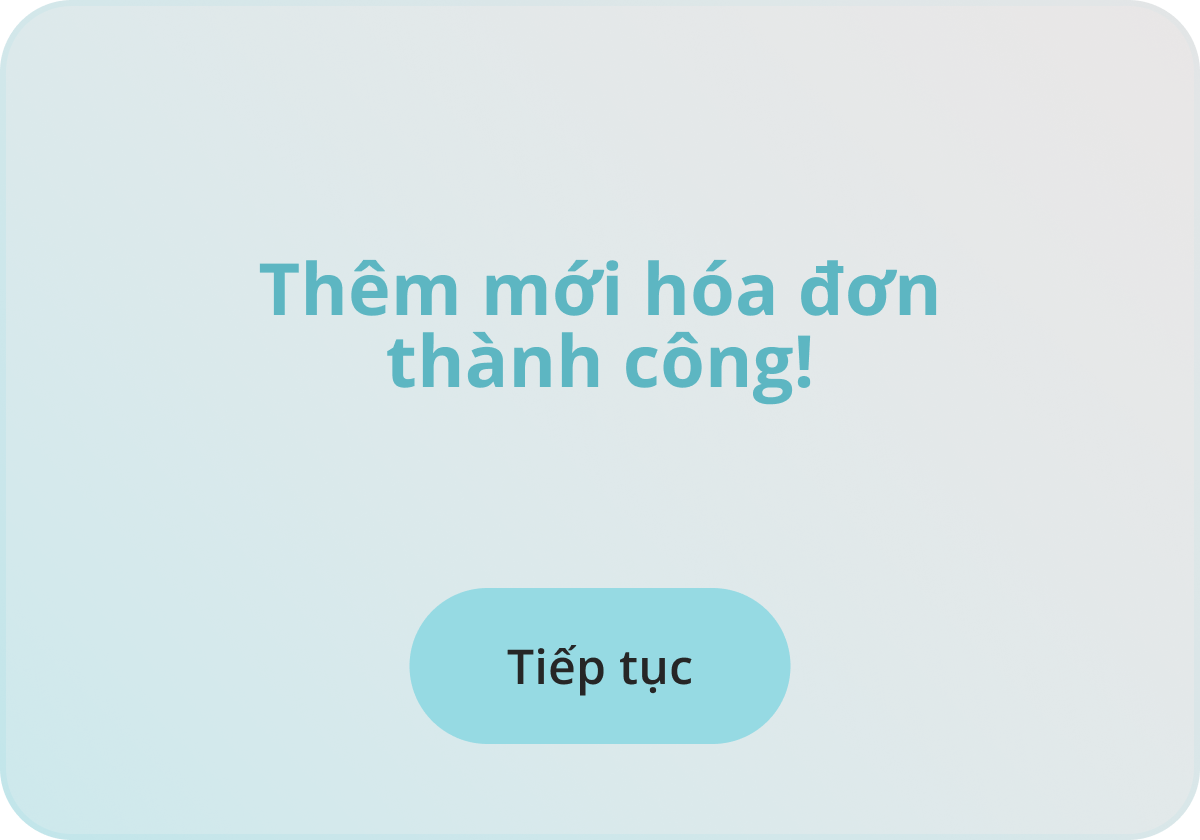 Thêm mới hóa đơn
thành công!
Tiếp tục